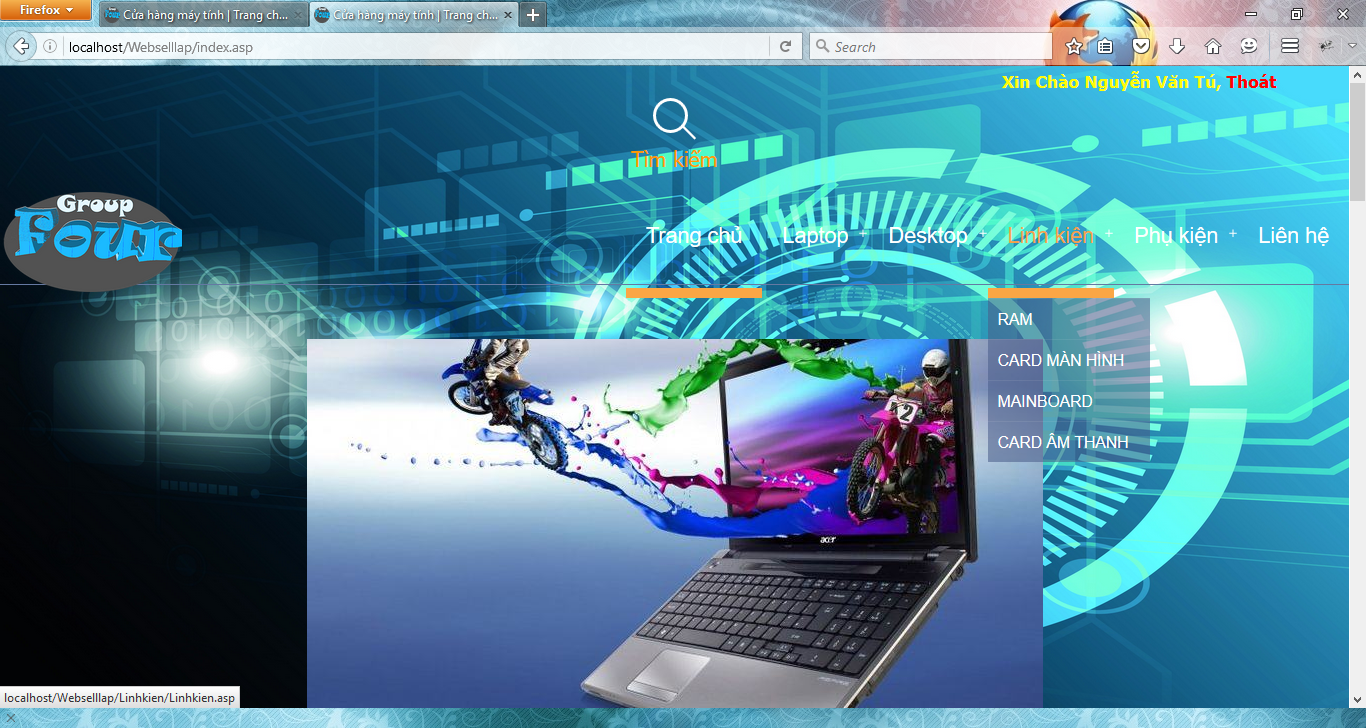 Firefox
Cửa hàng máy tính | Trang ch...
Cửa hàng máy tính | Trang ch...
localhost/Webselllap/index.asp
Search
Xin Chào Nguyễn Văn Tú, Thoát
Tìm kiếm
Group
Four
Trang chủ Laptop + Desktop + Linh kiện + Phụ kiện + Liên hệ
RAM
CARD MÀN HÌNH
MAINBOARD
CARD ÂM THANH
acer
localhost/Webselllap/Linhkien/Linhkien.asp